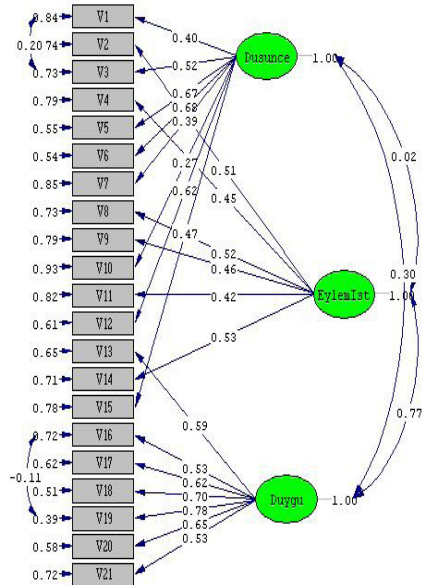 0.84 V1
0.20 0.74 V2
0.73 V3
0.79 V4
0.55 V5
0.54 V6
0.85 V7
0.73 V8
0.79 V9
0.93 V10
0.82 V11
0.61 V12
0.65 V13
0.71 V14
0.78 V15
0.72 V16
0.62 V17
-0.11
0.51 V18
0.39 V19
0.58 V20
0.72 V21
0.40
0.52
0.67
0.68
0.39
0.27
0.62
0.47
Dusunce 1.00
0.51
0.45
0.52
0.46
0.42
0.53
EylemIst 1.00
0.59
0.53
0.62
0.70
0.78
0.65
0.53
Duygu 1.00
0.02
0.30
0.77